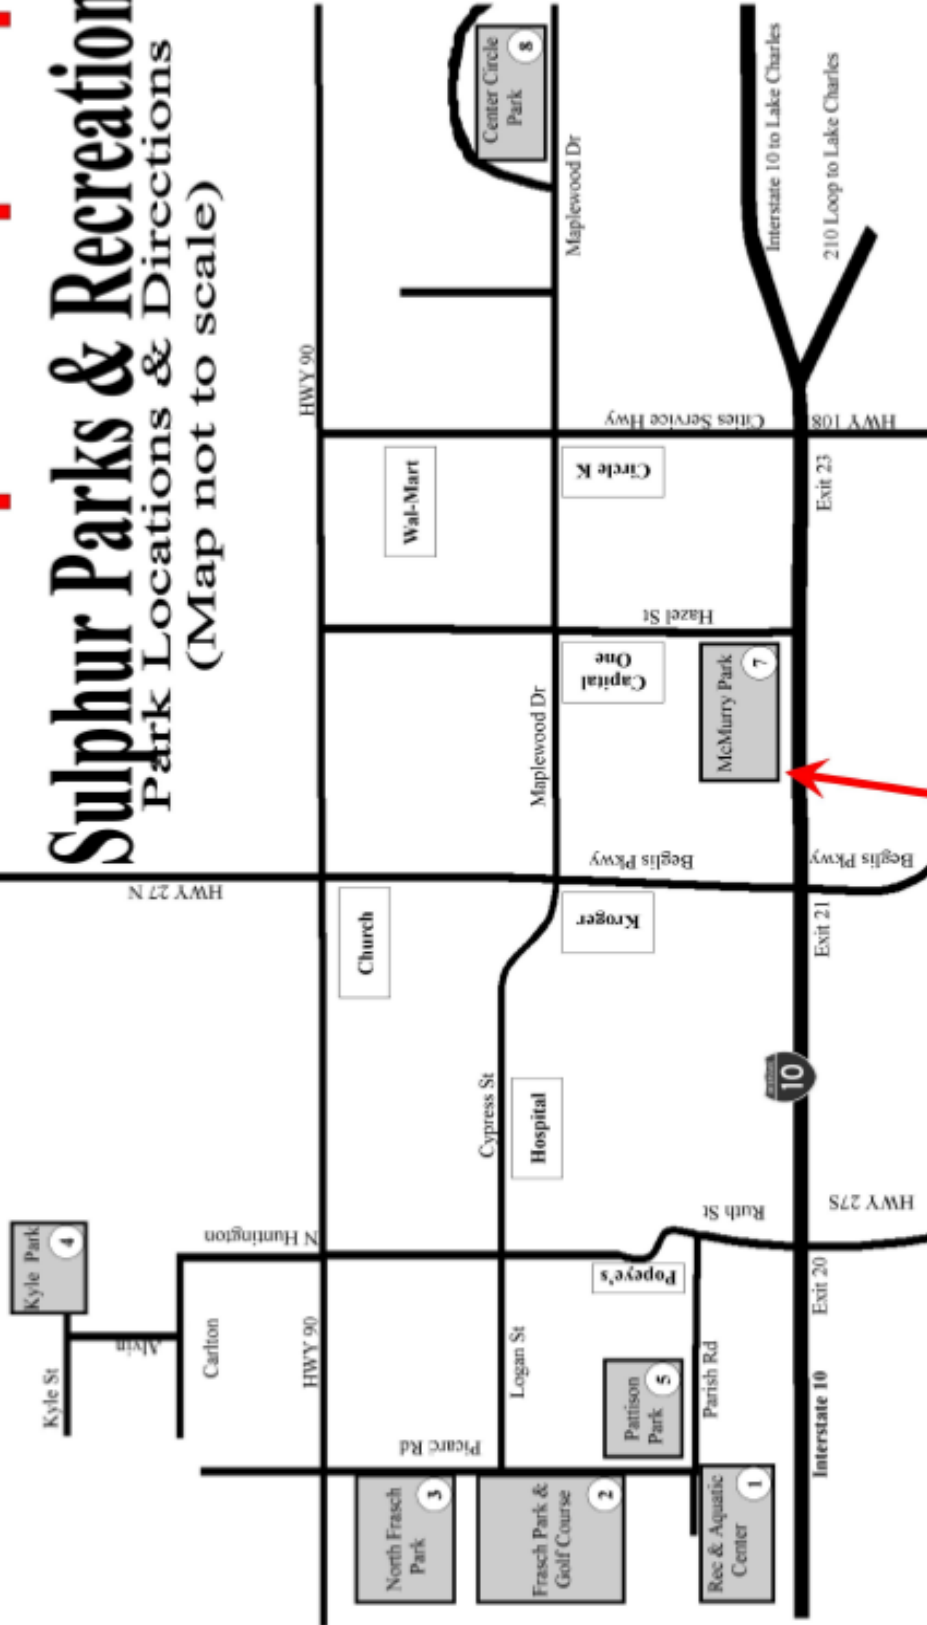 Sulphur Parks & Recreation
Park Locations & Directions
(Map not to scale)
Kyle Park
4
Kyle St
Alvin
Carlton
N Huntington
HWY 27 N
HWY 90
HWY 90
Picard Rd
North Frasch
Park
3
Church
Wal-Mart
Center Circle
Park
8
Frasch Park &
Golf Course
2
Logan St
Cypress St
Hospital
Maplewood Dr
Maplewood Dr
Pattison
Park
5
Popeye's
Kroger
Beglis Pkwy
Capital
One
Hazel St
Circle K
Cities Service Hwy
Rec & Aquatic
Center
1
Parish Rd
Ruth St
McMurry Park
7
Interstate 10 to Lake Charles
210 Loop to Lake Charles
10
Interstate 10
Exit 20
HWY 27S
Exit 21
Beglis Pkwy
Exit 23
HWY 108